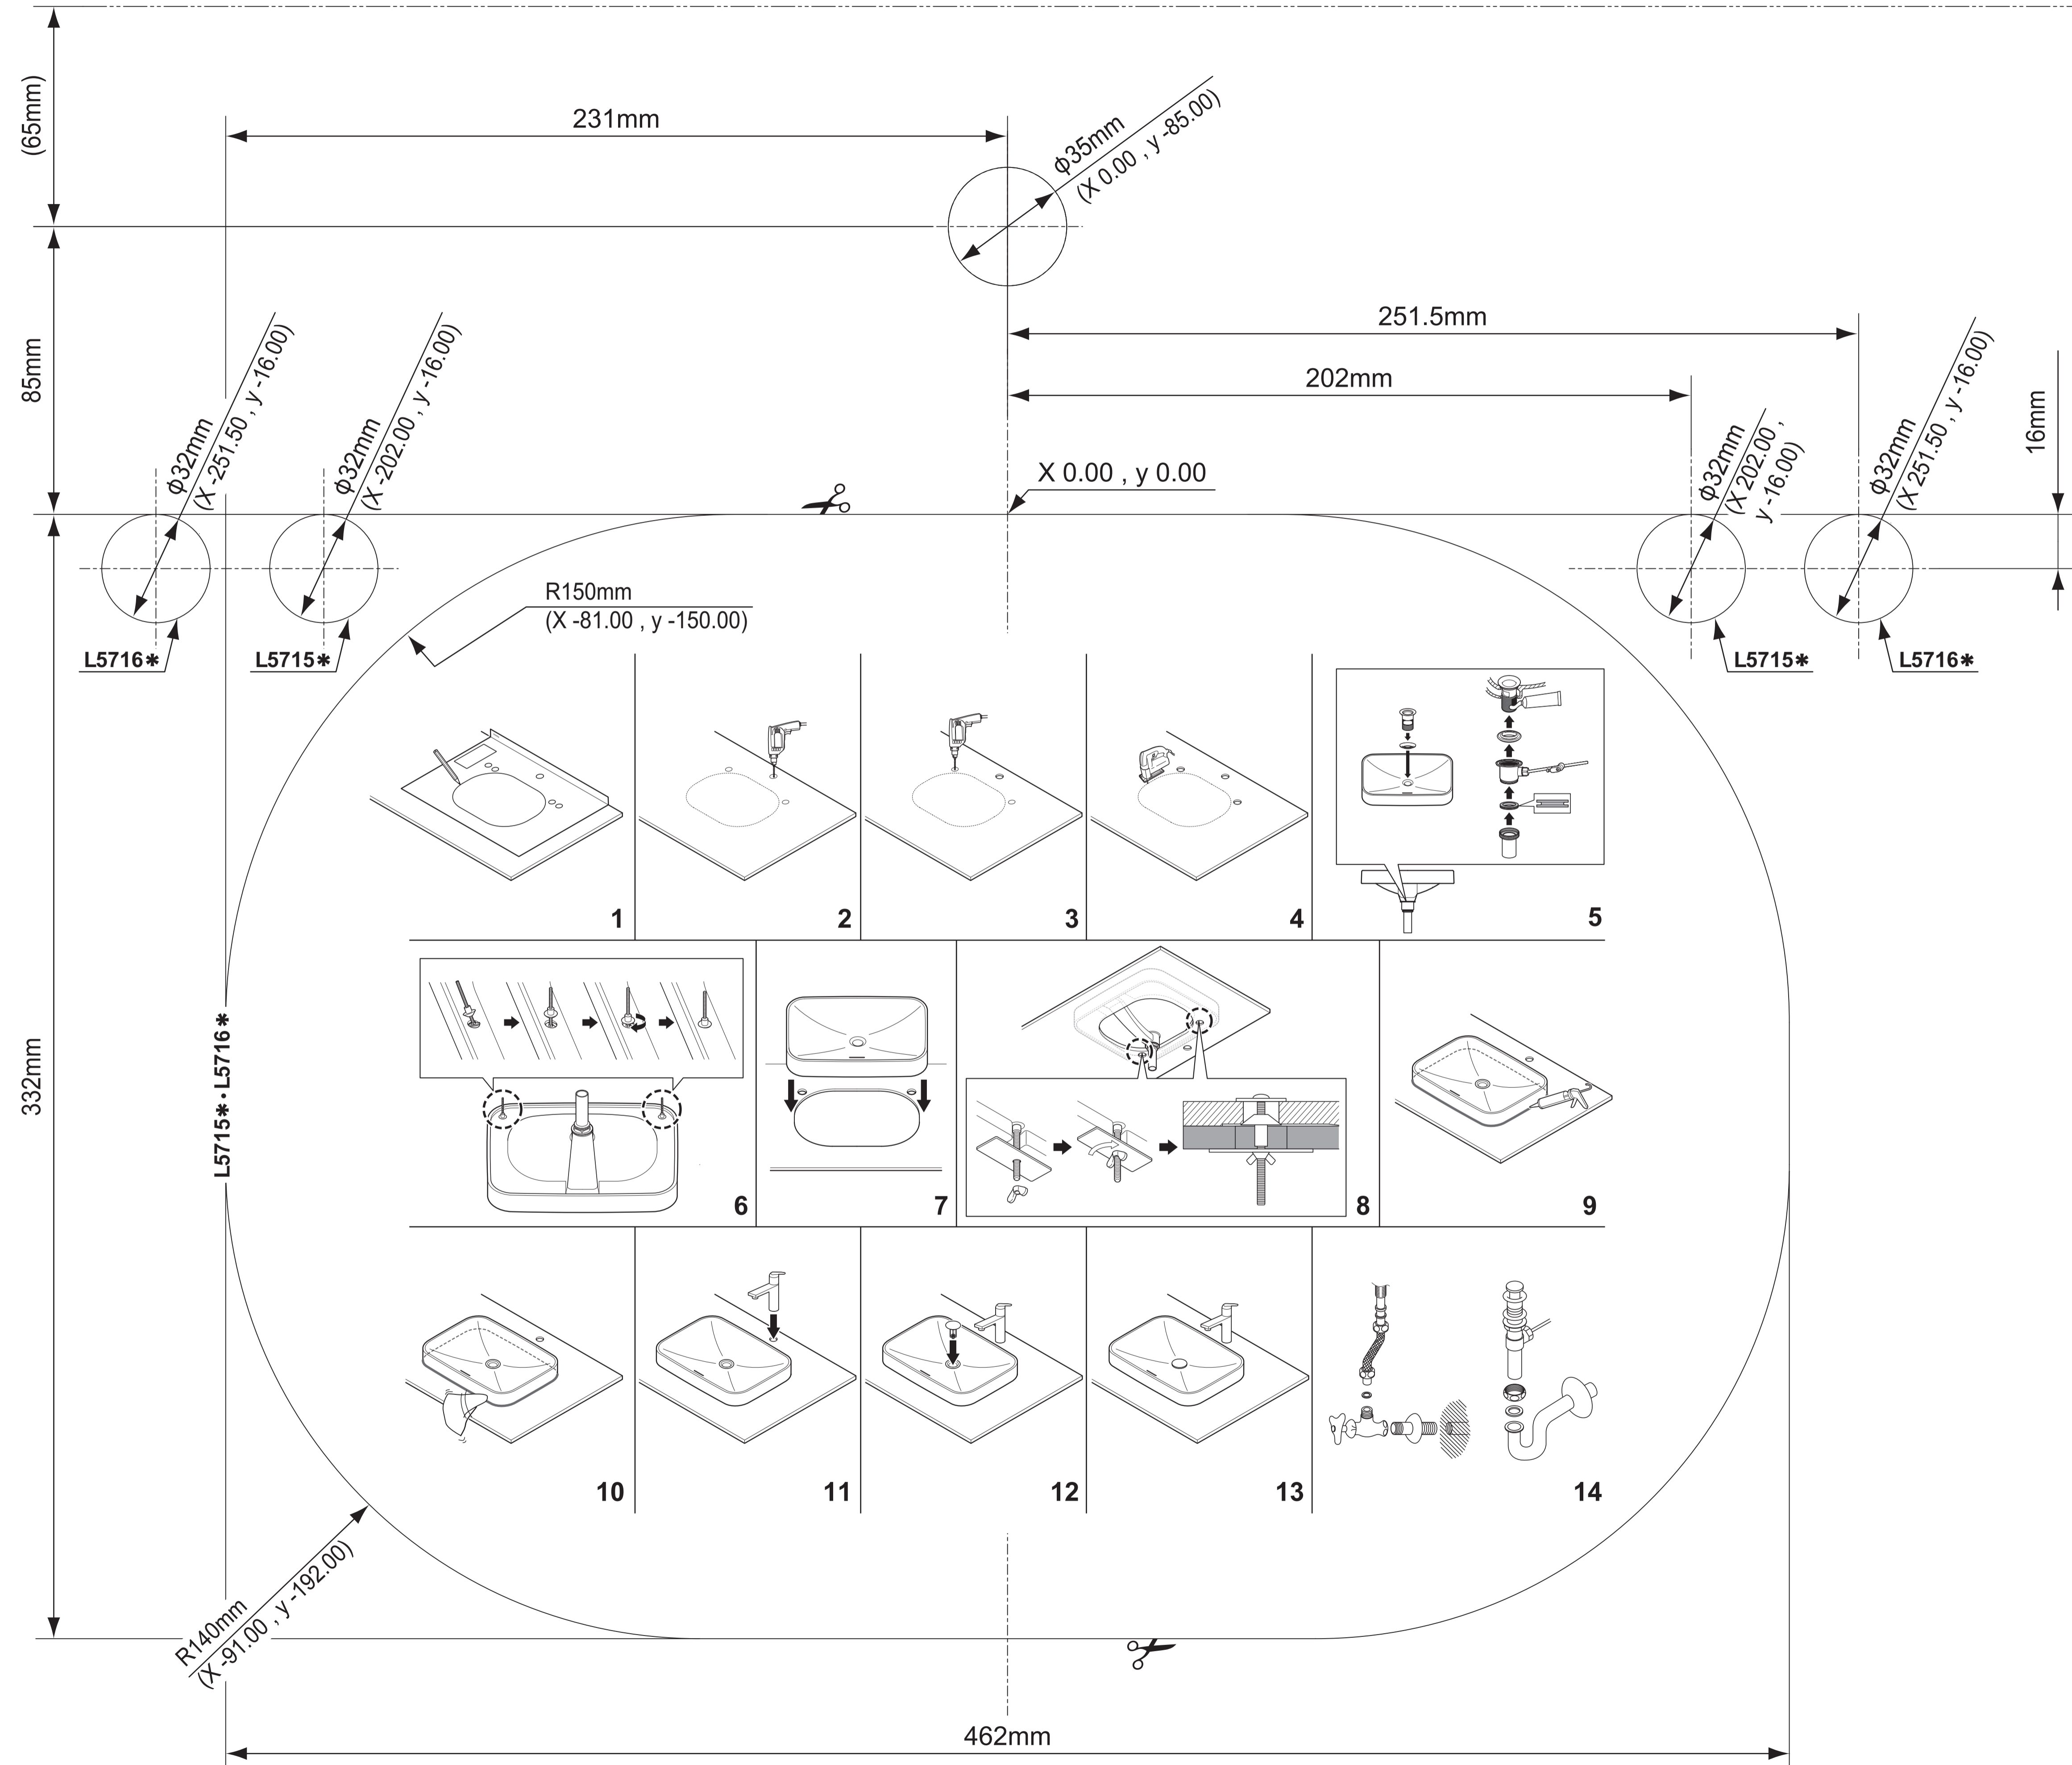 (65mm)
231mm
ϕ35mm
(X 0.00 , y -85.00)
85mm
251.5mm
202mm
16mm
ϕ32mm
(X -251.50 , y -16.00)
ϕ32mm
(X -202.00 , y -16.00)
X 0.00 , y 0.00
ϕ32mm
(X 202.00 ,
y -16.00)
ϕ32mm
(X 251.50 , y -16.00)
R150mm
(X -81.00 , y -150.00)
L5716✱
L5715✱
L5715✱
L5716✱
1
2
3
4
5
332mm
L5715✱・L5716✱
6
7
8
9
10
11
12
13
14
R140mm
(X -91.00 , y -192.00)
462mm